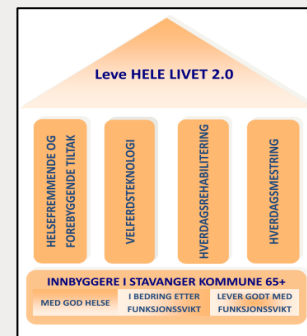 Leve HELE LIVET 2.0
HELSEFREMMENDE OG
FOREBYGGENDE TILTAK
VELFERDSTEKNOLOGI
HVERDAGSREHABILITERING
HVERDAGSMESTRING
INNBYGGERE I STAVANGER KOMMUNE 65+
MED GOD HELSE
I BEDRING ETTER
FUNKSJONSSVIKT
LEVER GODT MED
FUNKSJONSSVIKT